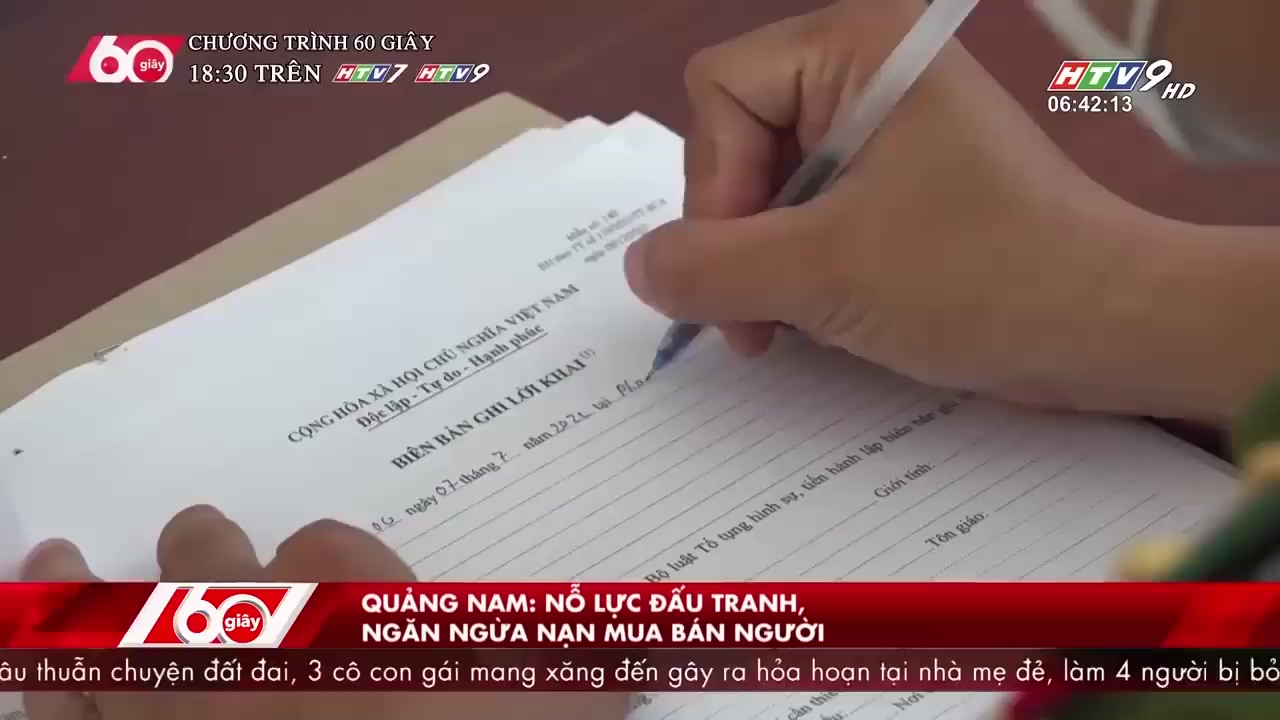 60 giây
CHƯƠNG TRÌNH 60 GIÂY
18:30 TRÊN HTV7 HTV9
HTV9 HD
06:42:13
CỘNG HÒA XÃ HỘI CHỦ NGHĨA VIỆT NAM
Độc lập - Tự do - Hạnh phúc
BIÊN BẢN GHI LỜI KHAI (1)
ngày 07 tháng 7 năm tại
Bộ luật Tố tụng hình sự, tiến hành lập biên bản
Giới tính:
Tôn giáo:
Nơi
60 giây
QUẢNG NAM: NỖ LỰC ĐẤU TRANH,
NGĂN NGỪA NẠN MUA BÁN NGƯỜI
âu thuẫn chuyện đất đai, 3 cô con gái mang xăng đến gây ra hỏa hoạn tại nhà mẹ đẻ, làm 4 người bị bỏ